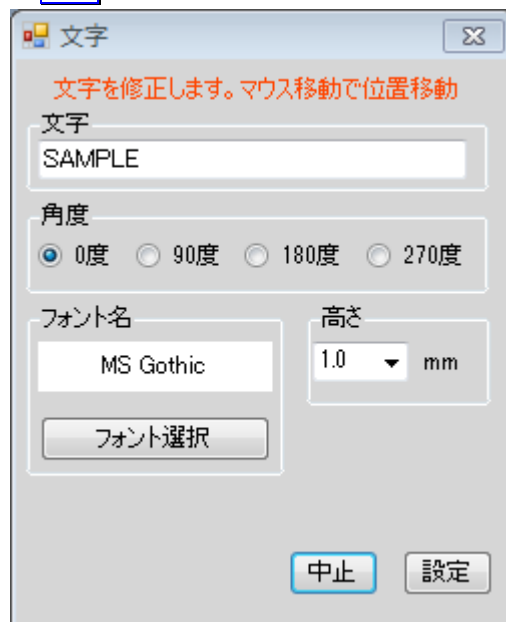 文字
文字を修正します。マウス移動で位置移動
文字
SAMPLE
角度
0度 90度 180度 270度
フォント名 高さ
MS Gothic 1.0 mm
フォント選択
中止 設定